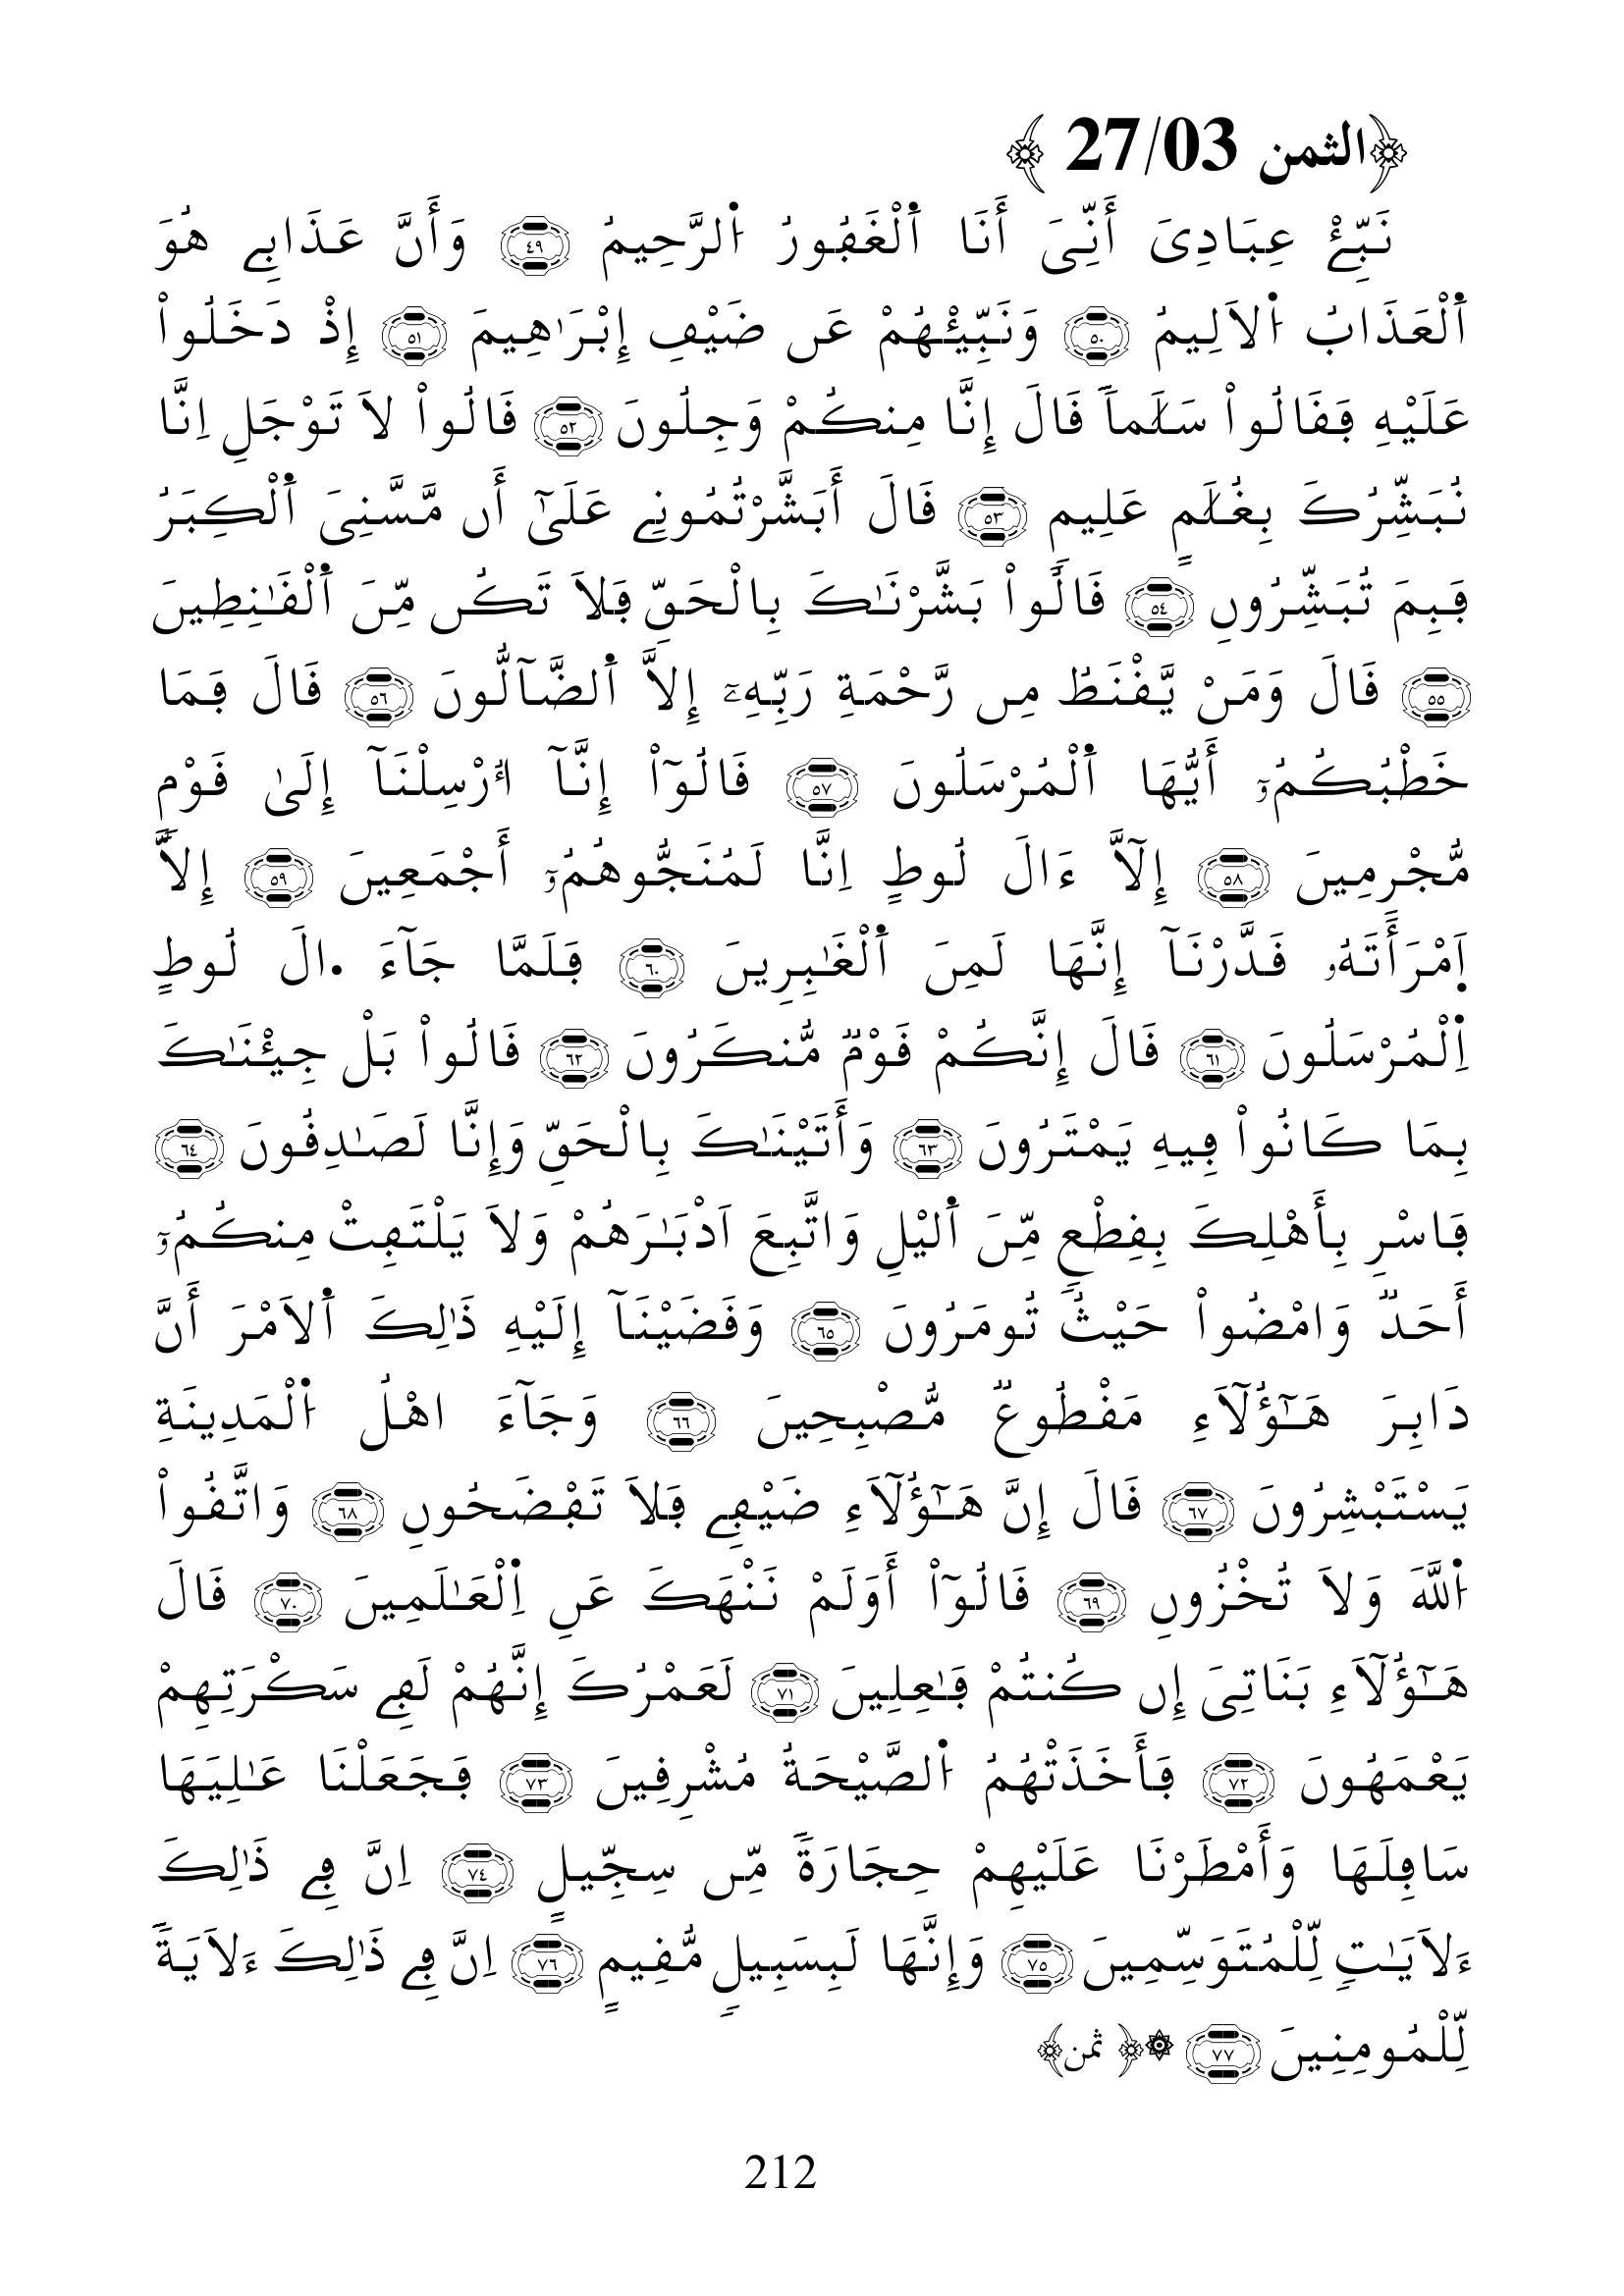 ﴿الثمن 27/03 ﴾
نَبِّۓْ عِبَادِىَ أَنِّىَ أَنَا اَ۬لْغَفُورُ اُ۬لرَّحِيمُ ٤٩ وَأَنَّ عَذَابِے هُوَ
اَ۬لْعَذَابُ اُ۬لَالِيمُ ٥٠ وَنَبِّئْهُمْ عَن ضَيْفِ إِبْرَٰهِيمَ ٥١ إِذْ دَخَلُواْ
عَلَيْهِ فَقَالُواْ سَلَٰماٗ قَالَ إِنَّا مِنكُمْ وَجِلُونَ ٥٢ قَالُواْ لَا تَوْجَلِ اِنَّا
نُبَشِّرُكَ بِغُلَٰمٍ عَلِيمٖ ٥٣ قَالَ أَبَشَّرْتُمُونِے عَلَىٰٓ أَن مَّسَّنِىَ اَ۬لْكِبَرُ
فَبِمَ تُبَشِّرُونِ ٥٤ قَالُواْ بَشَّرْنَٰكَ بِالْحَقِّ فَلَا تَكُن مِّنَ اَ۬لْقَٰنِطِينَ
٥٥ قَالَ وَمَنْ يَّقْنَطُ مِن رَّحْمَةِ رَبِّهِۦٓ إِلَّا اَ۬لضَّآلُّونَ ٥٦ قَالَ فَمَا
خَطْبُكُمُۥٓ أَيُّهَا اَ۬لْمُرْسَلُونَ ٥٧ قَالُوٓاْ إِنَّآ أُرْسِلْنَآ إِلَىٰ قَوْمٖ
مُّجْرِمِينَ ٥٨ إِلَّآ ءَالَ لُوطٍ اِنَّا لَمُنَجُّوهُمُۥٓ أَجْمَعِينَ ٥٩ إِلَّا
اَ۪مْرَأَتَهُۥ قَدَّرْنَآ إِنَّهَا لَمِنَ اَ۬لْغَٰبِرِينَ ٦٠ فَلَمَّا جَآءَ ا۬لَ لُوطٍ
اِ۬لْمُرْسَلُونَ ٦١ قَالَ إِنَّكُمْ قَوْمٞ مُّنكَرُونَ ٦٢ قَالُواْ بَلْ جِئْنَٰكَ
بِمَا كَانُواْ فِيهِ يَمْتَرُونَ ٦٣ وَأَتَيْنَٰكَ بِالْحَقِّ وَإِنَّا لَصَٰدِقُونَ ٦٤
فَاسْرِ بِأَهْلِكَ بِقِطْعٖ مِّنَ اَ۬ليْلِ وَاتَّبِعَ اَدْبَٰرَهُمْ وَلَا يَلْتَفِتْ مِنكُمُۥٓ
أَحَدٞ وَامْضُواْ حَيْثُ تُومَرُونَ ٦٥ وَقَضَيْنَآ إِلَيْهِ ذَٰلِكَ اَ۬لَامْرَ أَنَّ
دَابِرَ هَٰٓؤُلَآءِ مَقْطُوعٞ مُّصْبِحِينَ ٦٦ وَجَآءَ اهْلُ اُ۬لْمَدِينَةِ
يَسْتَبْشِرُونَ ٦٧ قَالَ إِنَّ هَٰٓؤُلَآءِ ضَيْفِے فَلَا تَفْضَحُونِ ٦٨ وَاتَّقُواْ
اُ۬للَّهَ وَلَا تُخْزُونِ ٦٩ قَالُوٓاْ أَوَلَمْ نَنْهَكَ عَنِ اِ۬لْعَٰلَمِينَ ٧٠ قَالَ
هَٰٓؤُلَآءِ بَنَاتِىَ إِن كُنتُمْ فَٰعِلِينَ ٧١ لَعَمْرُكَ إِنَّهُمْ لَفِے سَكْرَتِهِمْ
يَعْمَهُونَ ٧٢ فَأَخَذَتْهُمُ اُ۬لصَّيْحَةُ مُشْرِقِينَ ٧٣ فَجَعَلْنَا عَٰلِيَهَا
سَافِلَهَا وَأَمْطَرْنَا عَلَيْهِمْ حِجَارَةٗ مِّن سِجِّيلٍ ٧٤ اِنَّ فِے ذَٰلِكَ
ءَلَايَٰتٖ لِّلْمُتَوَسِّمِينَ ٧٥ وَإِنَّهَا لَبِسَبِيلٖ مُّقِيمٍ ٧٦ اِنَّ فِے ذَٰلِكَ ءَلَايَةٗ
لِّلْمُومِنِينَ ٧٧ ۞﴿ ثمن﴾
212